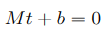 Mt + b = 0